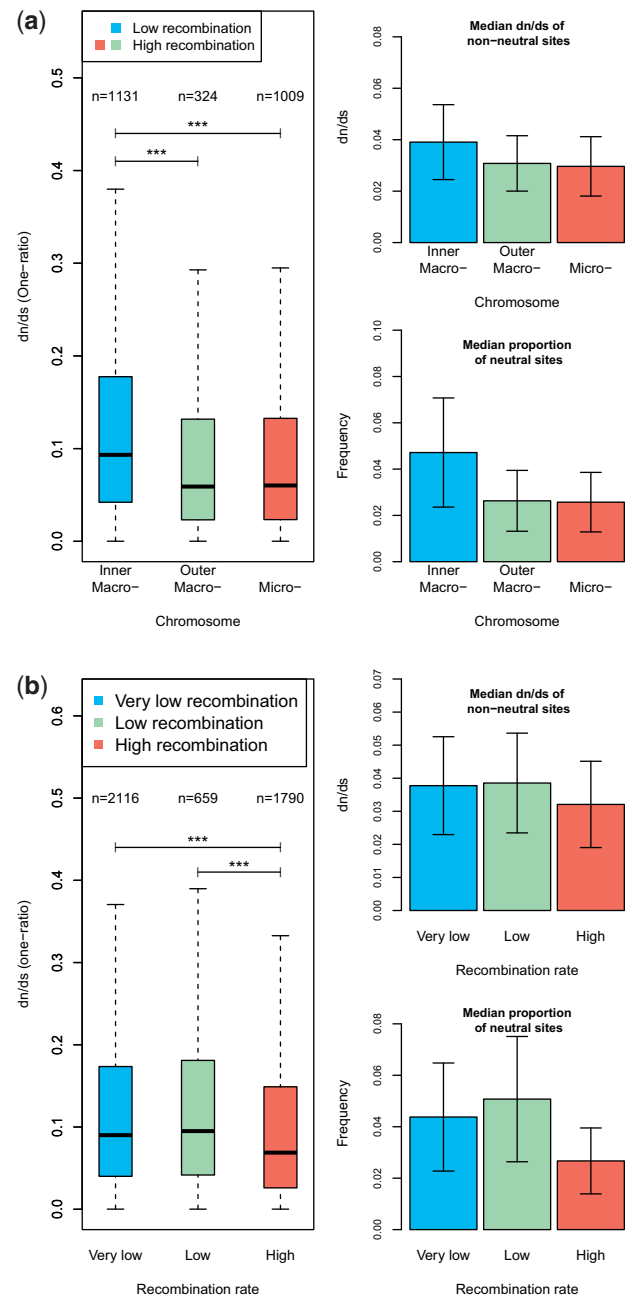 (a)
Low recombination
High recombination
n=1131 n=324 n=1009
***
***
dn/ds (One-ratio)
0.5
0.4
0.3
0.2
0.1
0.0
Inner Macro−
Outer Macro−
Micro−
Chromosome
Median dn/ds of
non−neutral sites
dn/ds
0.08
0.06
0.04
0.02
0.00
Inner Macro−
Outer Macro−
Micro−
Chromosome
Median proportion
of neutral sites
Frequency
0.10
0.08
0.06
0.04
0.02
0.00
Inner Macro−
Outer Macro−
Micro−
Chromosome
(b)
Very low recombination
Low recombination
High recombination
n=2116 n=659 n=1790
***
***
dn/ds (one−ratio)
0.6
0.5
0.4
0.3
0.2
0.1
0.0
Very low Low High
Recombination rate
Median dn/ds of
non−neutral sites
dn/ds
0.07
0.06
0.05
0.04
0.03
0.02
0.01
0.00
Very low Low High
Recombination rate
Median proportion
of neutral sites
Frequency
0.08
0.06
0.04
0.02
0.00
Very low Low High
Recombination rate